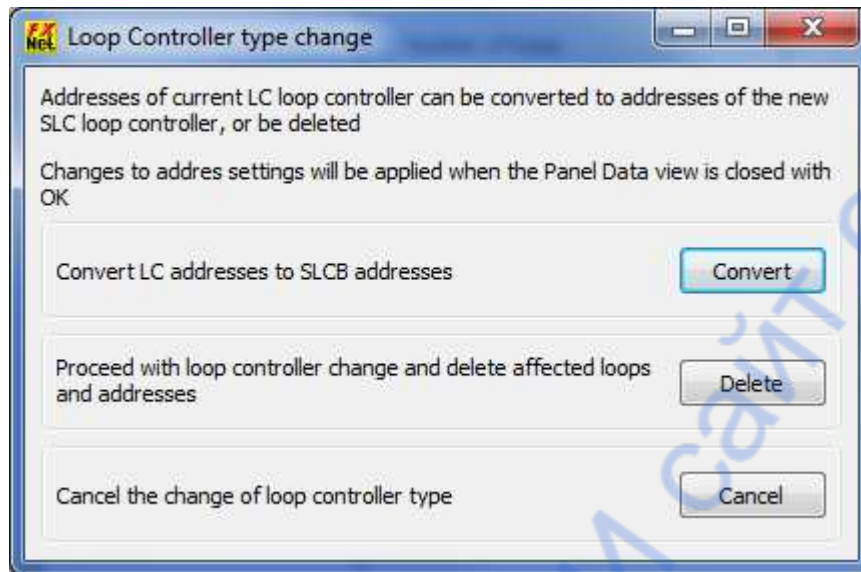 FX Net Loop Controller type change
Addresses of current LC loop controller can be converted to addresses of the new
SLC loop controller, or be deleted
Changes to addres settings will be applied when the Panel Data view is closed with
OK
Convert LC addresses to SLCB addresses
Convert
Proceed with loop controller change and delete affected loops
and addresses
Delete
Cancel the change of loop controller type
Cancel
сайт